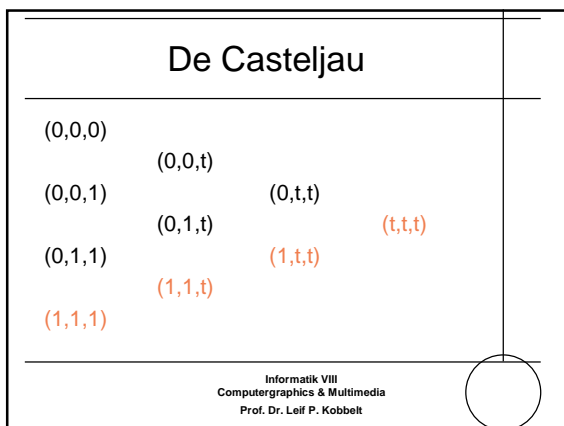 De Casteljau
(0,0,0)
(0,0,t)
(0,0,1) (0,t,t)
(0,1,t) (t,t,t)
(0,1,1) (1,t,t)
(1,1,t)
(1,1,1)
Informatik VIII
Computergraphics & Multimedia
Prof. Dr. Leif P. Kobbelt